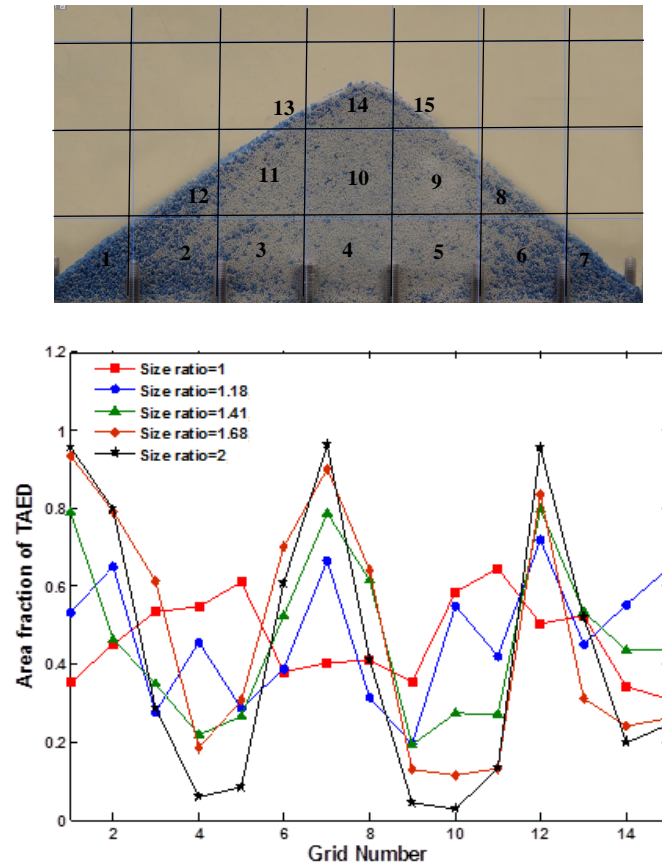 13 14 15
11 10 9
12 8
1 2 3 4 5 6 7
1.2
Size ratio=1
Size ratio=1.18
1
Size ratio=1.41
Size ratio=1.68
Size ratio=2
0.8
0.6
0.4
0.2
0
Area fraction of TAED
2 4 6 8 10 12 14
Grid Number